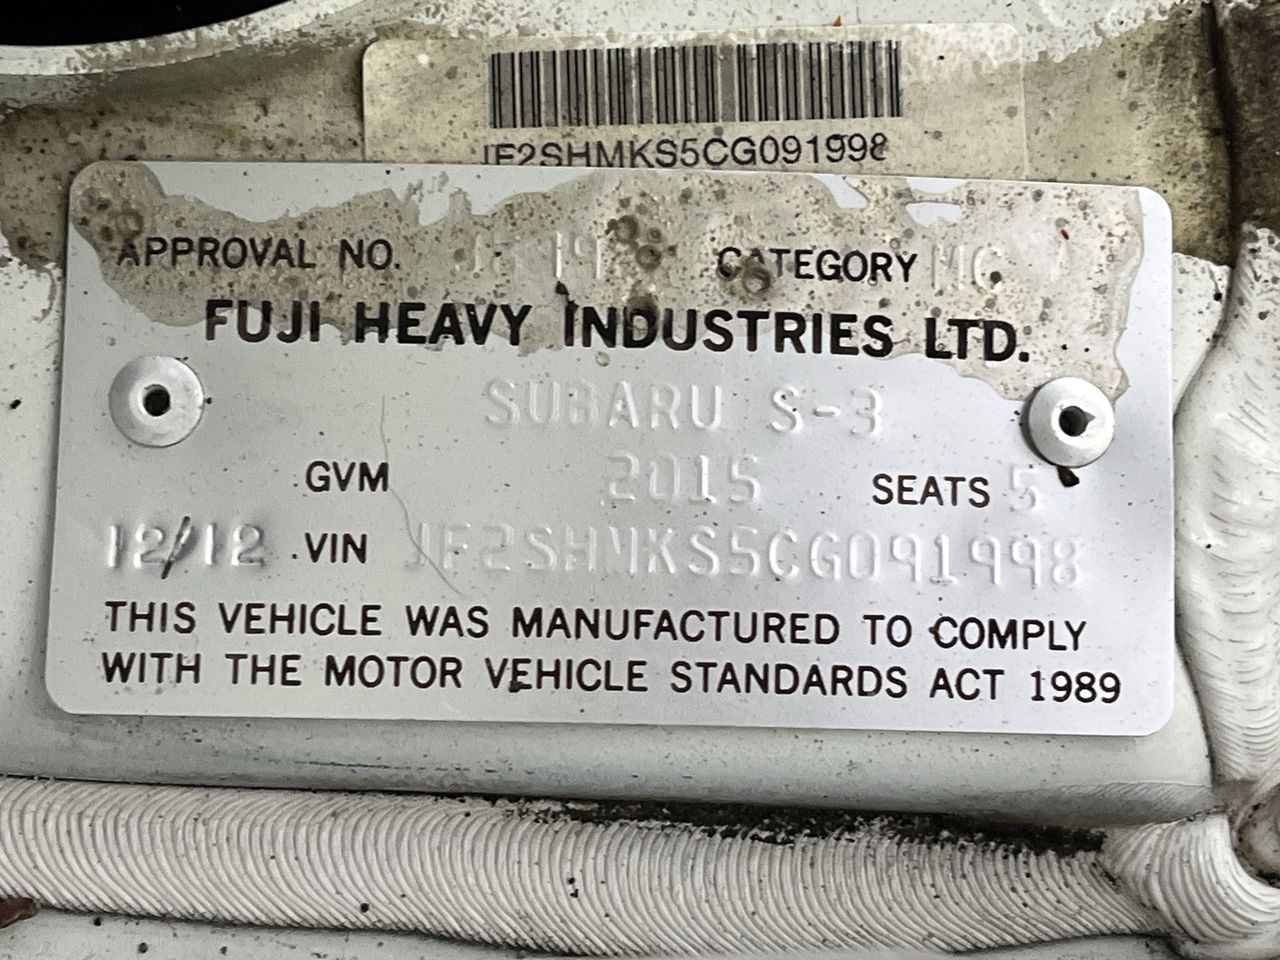 JF2SHMKS5CG091998
APPROVAL NO. CATEGORY MC
FUJI HEAVY INDUSTRIES LTD.
SUBARU S-3
GVM 2015 SEATS 5
12/12 VIN JF2SHMKS5CG091998
THIS VEHICLE WAS MANUFACTURED TO COMPLY
WITH THE MOTOR VEHICLE STANDARDS ACT 1989